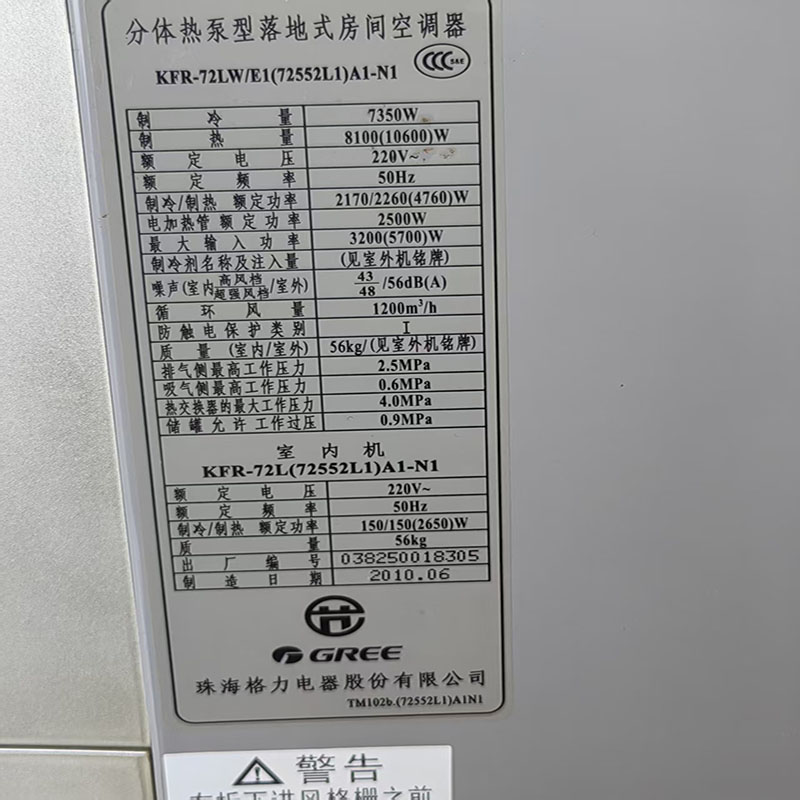 分体热泵型落地式房间空调器
KFR-72LW/E1(72552L1)A1-N1 CCC S&E
制冷量 7350W
制热量 8100(10600)W
额定电压 220V~
额定频率 50Hz
制冷/制热 额定功率 2170/2260(4760)W
电加热管额定功率 2500W
最大输入功率 3200(5700)W
制冷剂名称及注入量 (见室外机铭牌)
噪声(室内高风档/超强风档/室外) 43/48/56dB(A)
循环风量 1200m³/h
防触电保护类别 I
质量(室内/室外) 56kg/(见室外机铭牌)
排气侧最高工作压力 2.5MPa
吸气侧最高工作压力 0.6MPa
热交换器的最大工作压力 4.0MPa
储罐允许工作过压 0.9MPa
室内机
KFR-72L(72552L1)A1-N1
额定电压 220V~
额定频率 50Hz
制冷/制热 额定功率 150/150(2650)W
质量 56kg
出厂编号 038250018305
制造日期 2010.06
GREE
珠海格力电器股份有限公司
TM102b.(72552L1)A1N1
警告
在拆下进风格栅之前